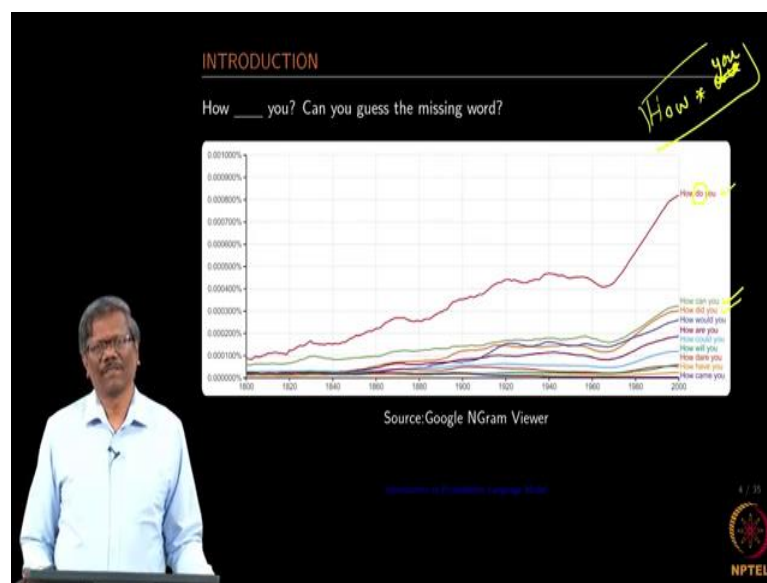 INTRODUCTION
How ____ you? Can you guess the missing word?
How * you
0.001000%
0.000900%
0.000800%
0.000700%
0.000600%
0.000500%
0.000400%
0.000300%
0.000200%
0.000100%
0.000000%
1800 1820 1840 1860 1880 1900 1920 1940 1960 1980 2000
How do you
How can you
How did you
How would you
How are you
How could you
How will you
How dare you
How have you
How came you
Source:Google NGram Viewer
4 / 35
NPTEL